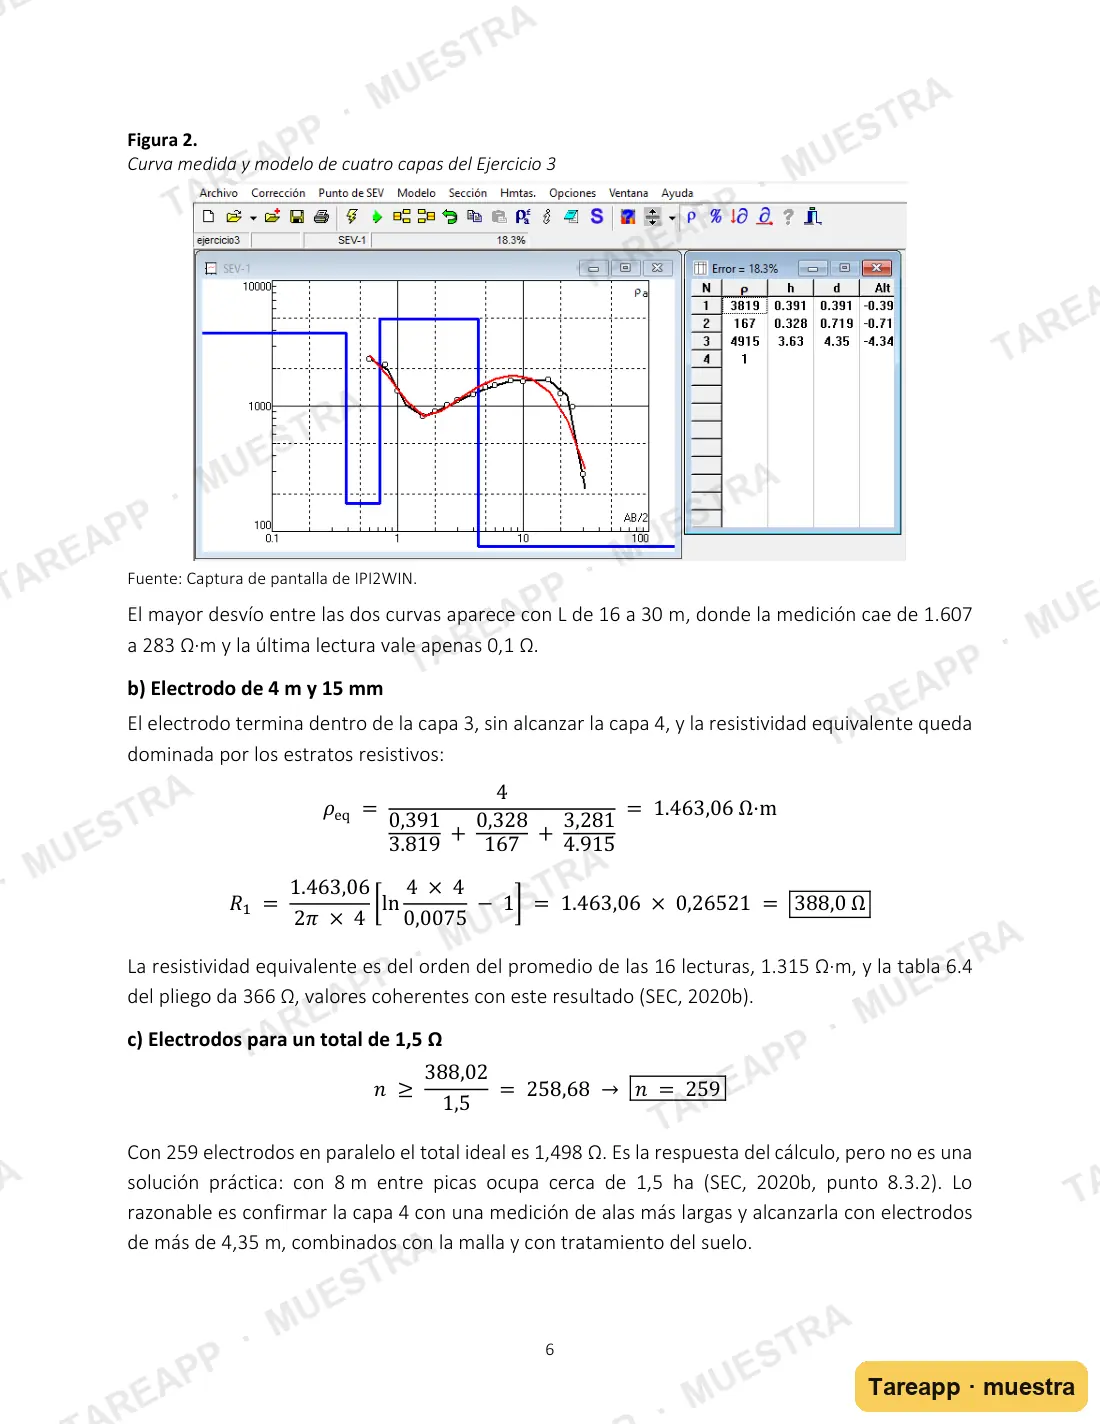 Figura 2.
Curva medida y modelo de cuatro capas del Ejercicio 3
Archivo Corrección Punto de SEV Modelo Sección Hmtas. Opciones Ventana Ayuda
ejercicio3 SEV-1 18.3%
SEV-1
10000
1000
100
0.1 1 10 100
ρa
AB/2
Error = 18.3%
N ρ h d Alt
1 3819 0.391 0.391 -0.39
2 167 0.328 0.719 -0.71
3 4915 3.63 4.35 -4.34
4 1
Fuente: Captura de pantalla de IPI2WIN.
El mayor desvío entre las dos curvas aparece con L de 16 a 30 m, donde la medición cae de 1.607
a 283 Ω·m y la última lectura vale apenas 0,1 Ω.
b) Electrodo de 4 m y 15 mm
El electrodo termina dentro de la capa 3, sin alcanzar la capa 4, y la resistividad equivalente queda
dominada por los estratos resistivos:
ρeq = 4 / (0,391/3.819 + 0,328/167 + 3,281/4.915) = 1.463,06 Ω·m
R1 = 1.463,06 / (2π × 4) [ln 4 × 4 / 0,0075 − 1] = 1.463,06 × 0,26521 = 388,0 Ω
La resistividad equivalente es del orden del promedio de las 16 lecturas, 1.315 Ω·m, y la tabla 6.4
del pliego da 366 Ω, valores coherentes con este resultado (SEC, 2020b).
c) Electrodos para un total de 1,5 Ω
n ≥ 388,02 / 1,5 = 258,68 → n = 259
Con 259 electrodos en paralelo el total ideal es 1,498 Ω. Es la respuesta del cálculo, pero no es una
solución práctica: con 8 m entre picas ocupa cerca de 1,5 ha (SEC, 2020b, punto 8.3.2). Lo
razonable es confirmar la capa 4 con una medición de alas más largas y alcanzarla con electrodos
de más de 4,35 m, combinados con la malla y con tratamiento del suelo.
6
Tareapp · muestra
TAREAPP · MUESTRA